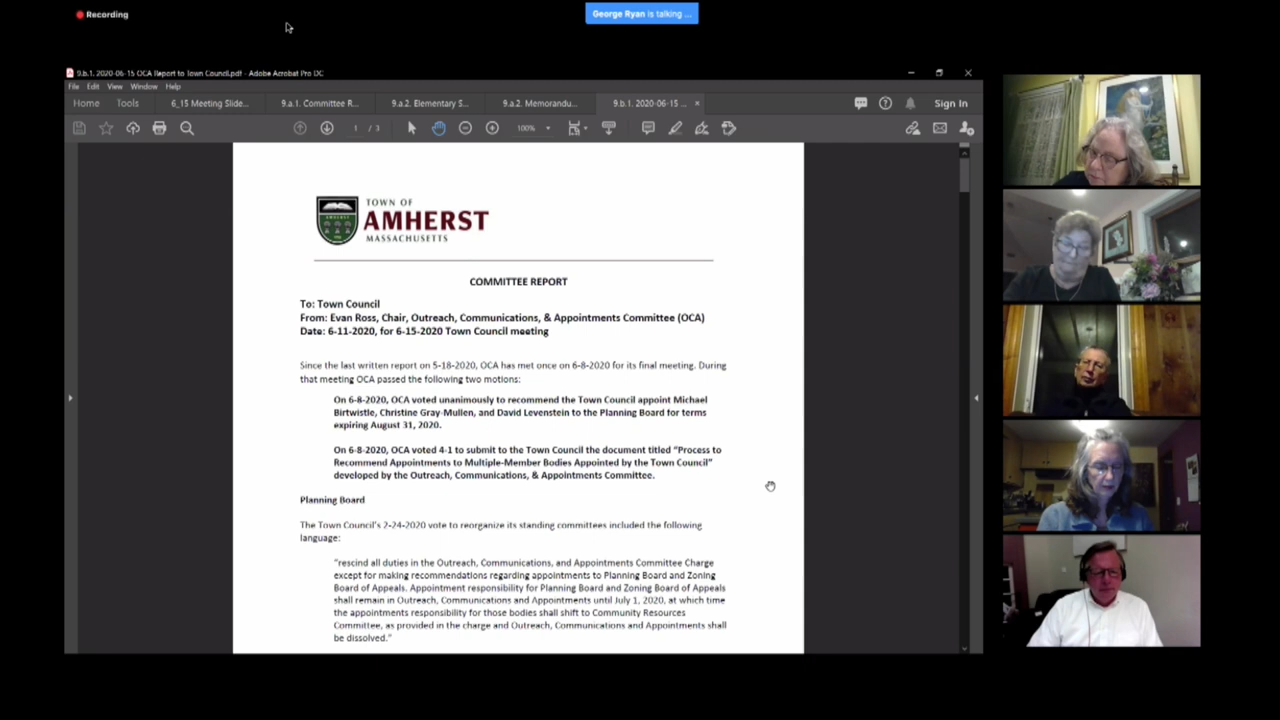 Recording
George Ryan is talking ...
9.b.1. 2020-06-15 OCA Report to Town Council.pdf - Adobe Acrobat Pro DC
File Edit View Window Help
Home Tools 6_15 Meeting Slide... 9.a.1. Committee R... 9.a.2. Elementary S... 9.a.2. Memorandu... 9.b.1. 2020-06-15 ... × Sign In
1 / 3 100%
TOWN OF
AMHERST
MASSACHUSETTS
COMMITTEE REPORT
To: Town Council
From: Evan Ross, Chair, Outreach, Communications, & Appointments Committee (OCA)
Date: 6-11-2020, for 6-15-2020 Town Council meeting
Since the last written report on 5-18-2020, OCA has met once on 6-8-2020 for its final meeting. During
that meeting OCA passed the following two motions:
On 6-8-2020, OCA voted unanimously to recommend the Town Council appoint Michael
Birtwistle, Christine Gray-Mullen, and David Levenstein to the Planning Board for terms
expiring August 31, 2020.
On 6-8-2020, OCA voted 4-1 to submit to the Town Council the document titled “Process to
Recommend Appointments to Multiple-Member Bodies Appointed by the Town Council”
developed by the Outreach, Communications, & Appointments Committee.
Planning Board
The Town Council’s 2-24-2020 vote to reorganize its standing committees included the following
language:
“rescind all duties in the Outreach, Communications, and Appointments Committee Charge
except for making recommendations regarding appointments to Planning Board and Zoning
Board of Appeals. Appointment responsibility for Planning Board and Zoning Board of Appeals
shall remain in Outreach, Communications and Appointments until July 1, 2020, at which time
the appointments responsibility for those bodies shall shift to Community Resources
Committee, as provided in the charge and Outreach, Communications and Appointments shall
be dissolved.”